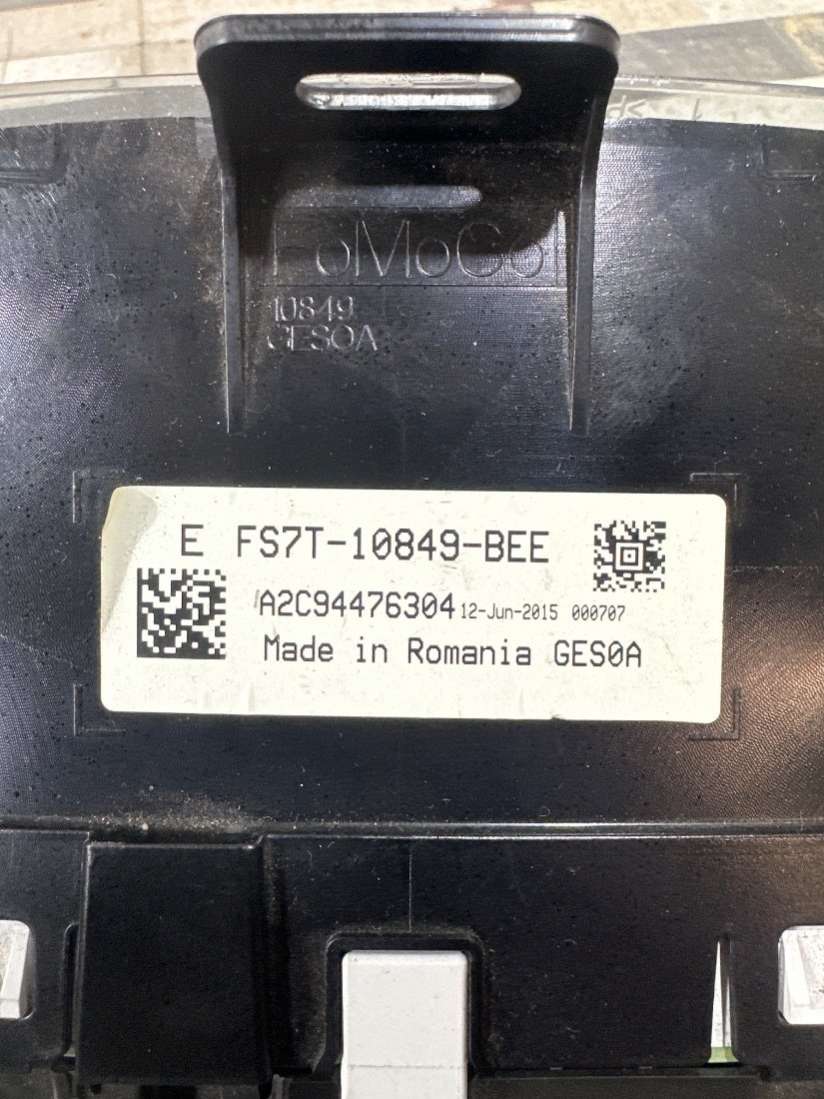 FoMoCo
10849
GES0A
E FS7T-10849-BEE
A2C94476304 12-Jun-2015 000707
Made in Romania GES0A